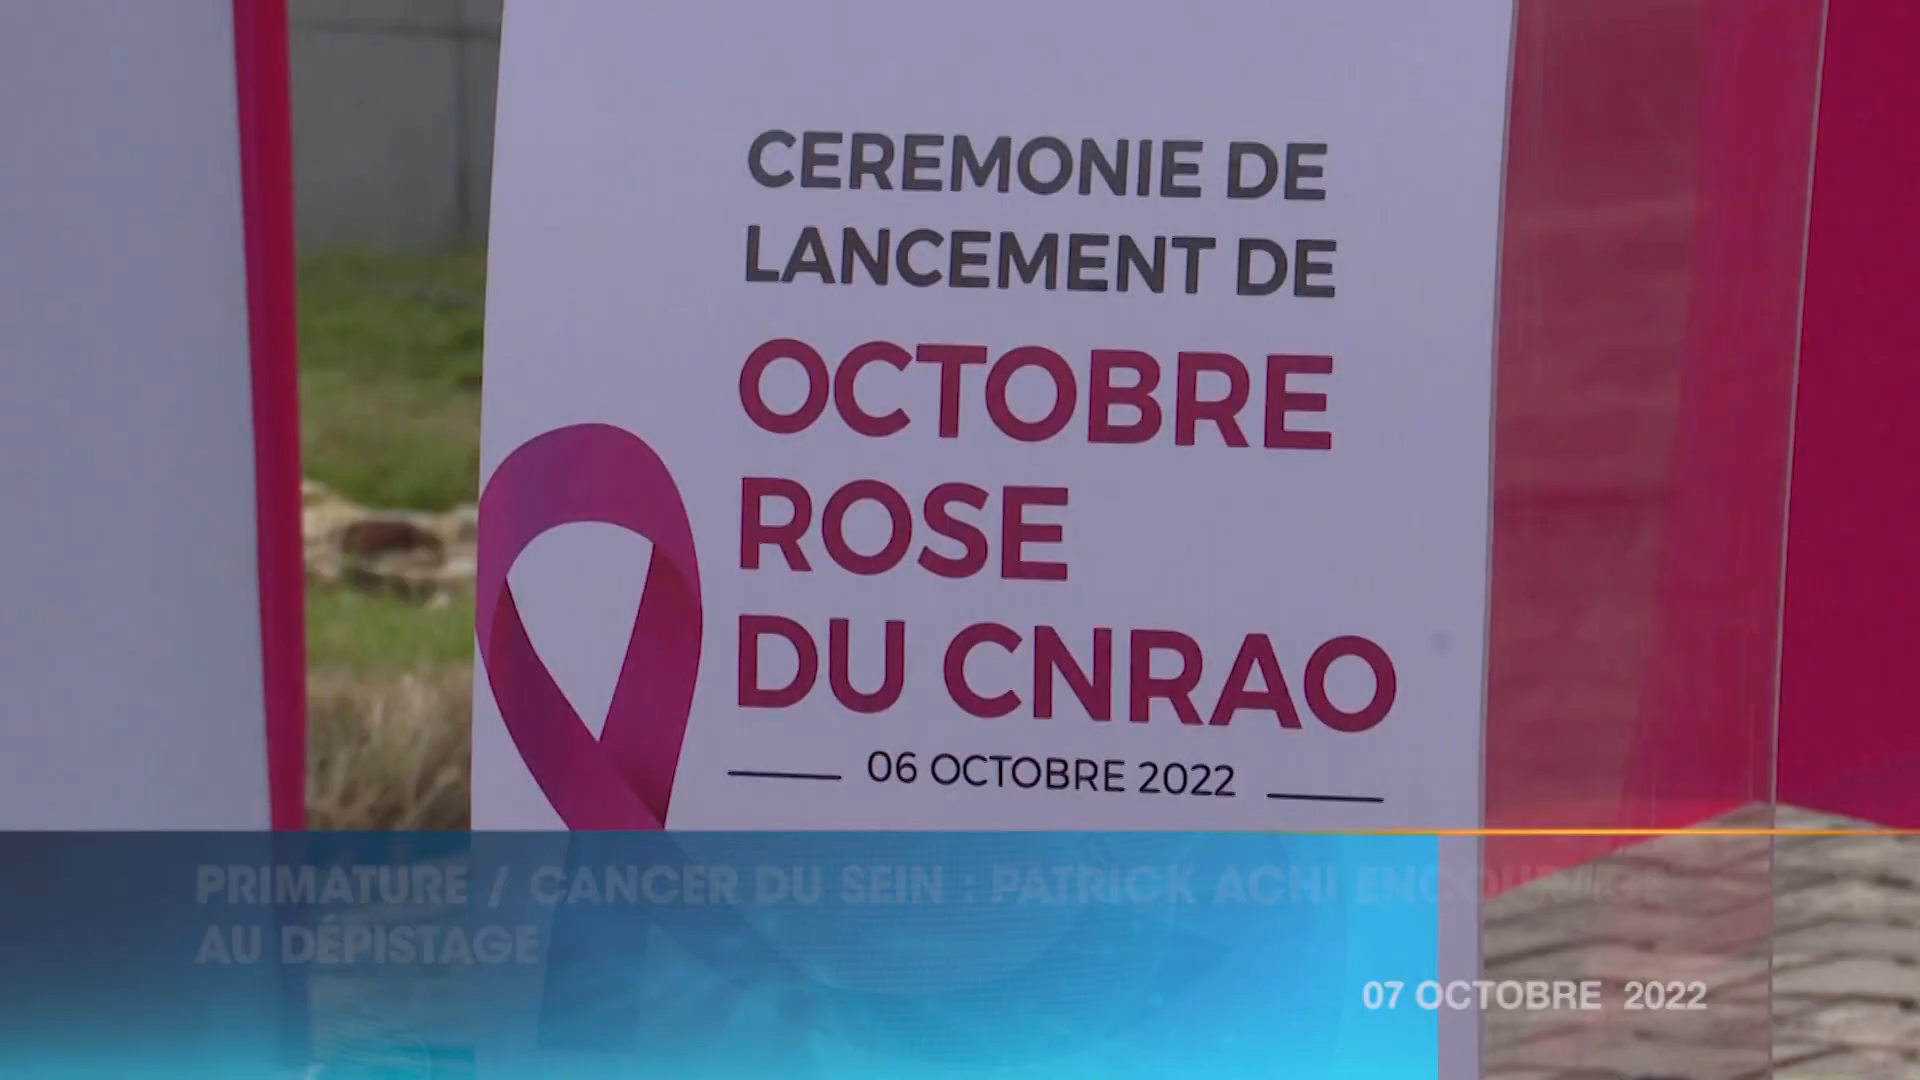 CEREMONIE DE
LANCEMENT DE
OCTOBRE
ROSE
DU CNRAO
06 OCTOBRE 2022
PRIMATURE / CANCER DU SEIN : PATRICK ACHI ENCOURAGE
AU DÉPISTAGE
07 OCTOBRE 2022